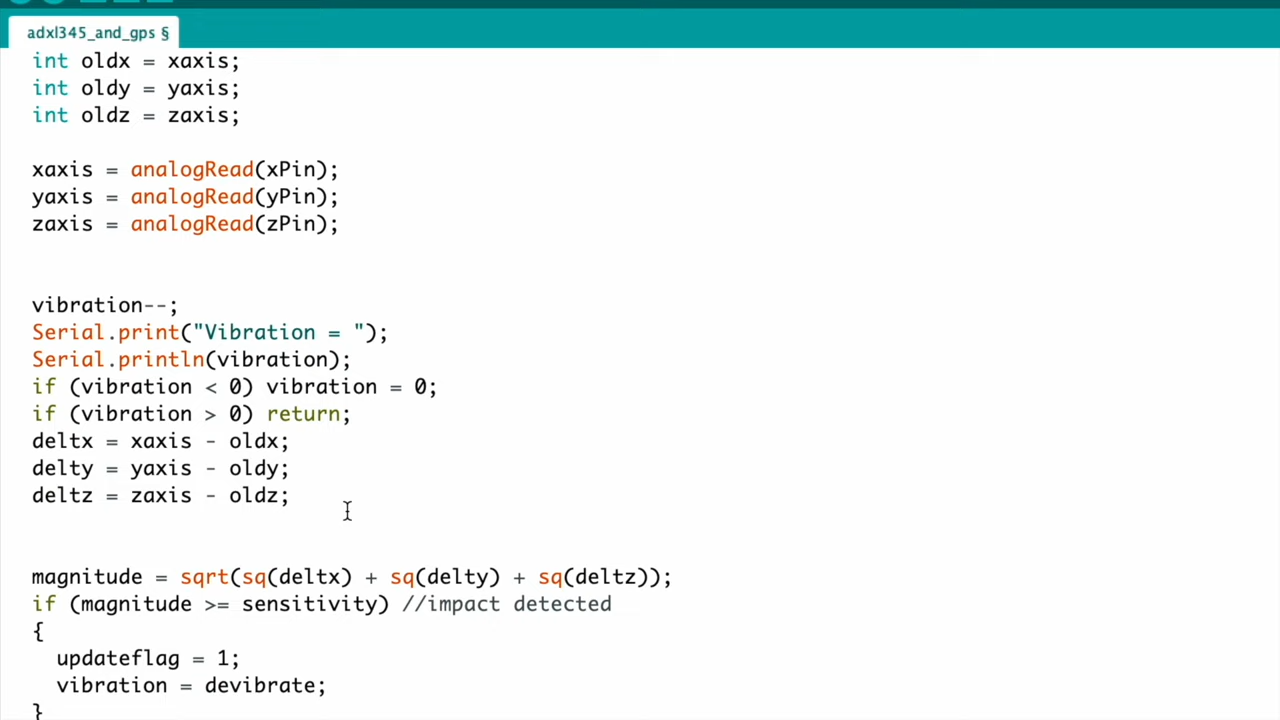 adxl345_and_gps §
int oldx = xaxis;
int oldy = yaxis;
int oldz = zaxis;
xaxis = analogRead(xPin);
yaxis = analogRead(yPin);
zaxis = analogRead(zPin);
vibration--;
Serial.print("Vibration = ");
Serial.println(vibration);
if (vibration < 0) vibration = 0;
if (vibration > 0) return;
deltx = xaxis - oldx;
delty = yaxis - oldy;
deltz = zaxis - oldz;
magnitude = sqrt(sq(deltx) + sq(delty) + sq(deltz));
if (magnitude >= sensitivity) //impact detected
{
updateflag = 1;
vibration = devibrate;
}